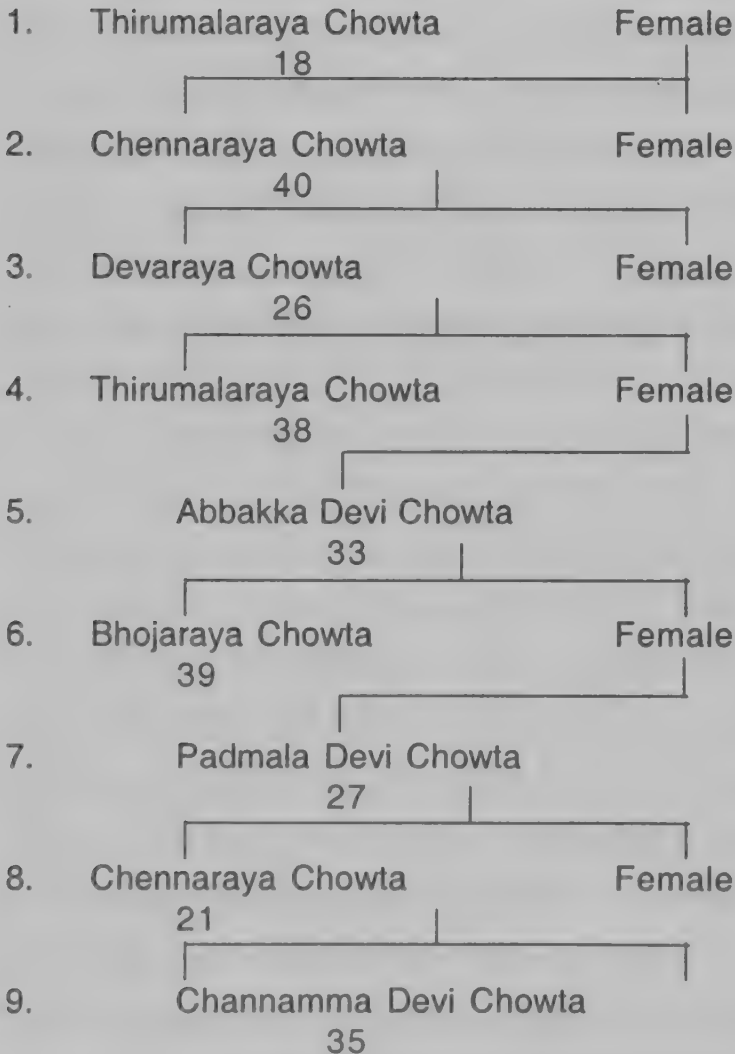 1. Thirumalaraya Chowta Female
18
2. Chennaraya Chowta Female
40
3. Devaraya Chowta Female
26
4. Thirumalaraya Chowta Female
38
5. Abbakka Devi Chowta
33
6. Bhojaraya Chowta Female
39
7. Padmala Devi Chowta
27
8. Chennaraya Chowta Female
21
9. Channamma Devi Chowta
35